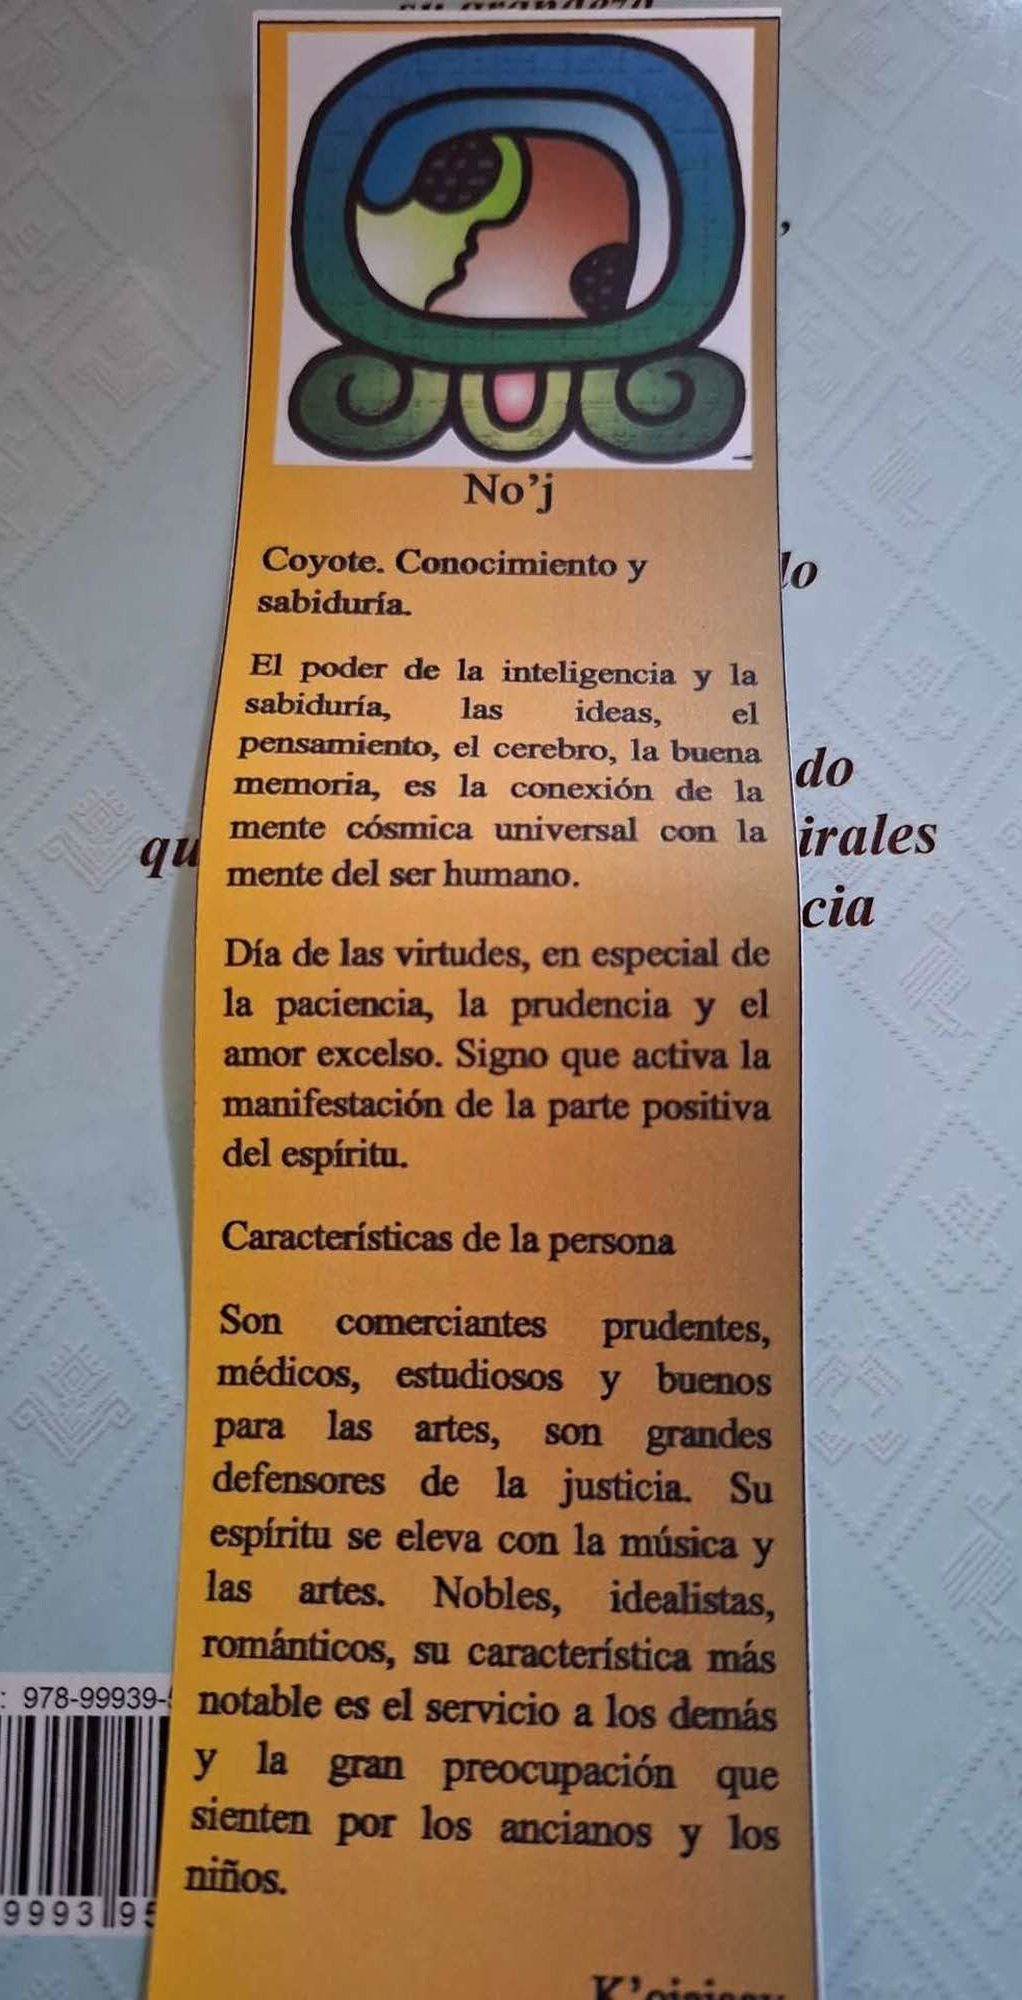 su grandeza
No’j
Coyote. Conocimiento y
sabiduría.
El poder de la inteligencia y la
sabiduría, las ideas, el
pensamiento, el cerebro, la buena
memoria, es la conexión de la
mente cósmica universal con la
mente del ser humano.
Día de las virtudes, en especial de
la paciencia, la prudencia y el
amor excelso. Signo que activa la
manifestación de la parte positiva
del espíritu.
Características de la persona
Son comerciantes prudentes,
médicos, estudiosos y buenos
para las artes, son grandes
defensores de la justicia. Su
espíritu se eleva con la música y
las artes. Nobles, idealistas,
románticos, su característica más
notable es el servicio a los demás
y la gran preocupación que
sienten por los ancianos y los
niños.
,
lo
do
qu irales
cia
: 978-99939-
9993 95